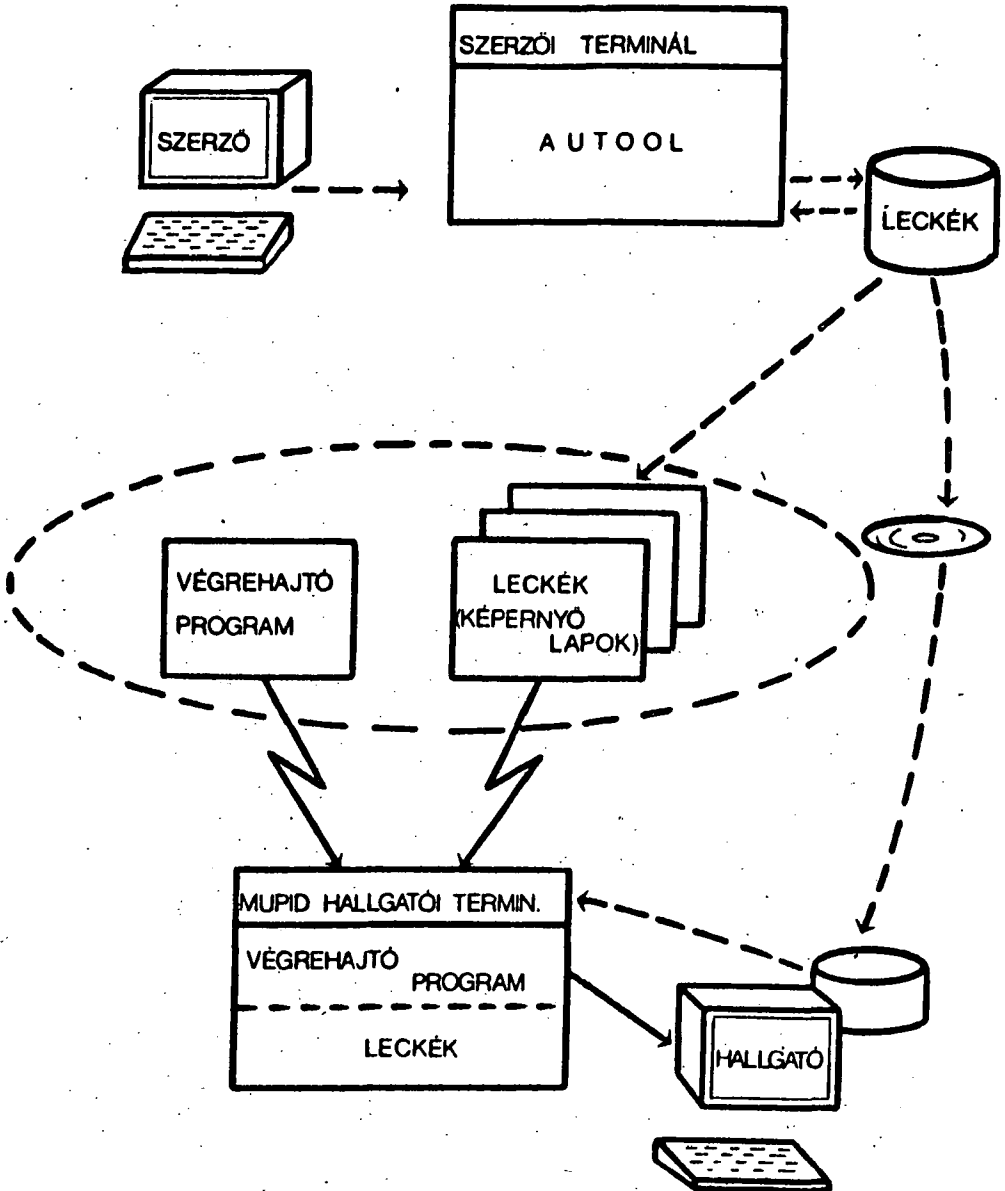 SZERZŐI TERMINÁL
SZERZŐ
AUTOOL
LECKÉK
VÉGREHAJTÓ
PROGRAM
LECKÉK
(KÉPERNYŐ
LAPOK)
MUPID HALLGATÓI TERMIN.
VÉGREHAJTÓ
PROGRAM
LECKÉK
HALLGATÓ